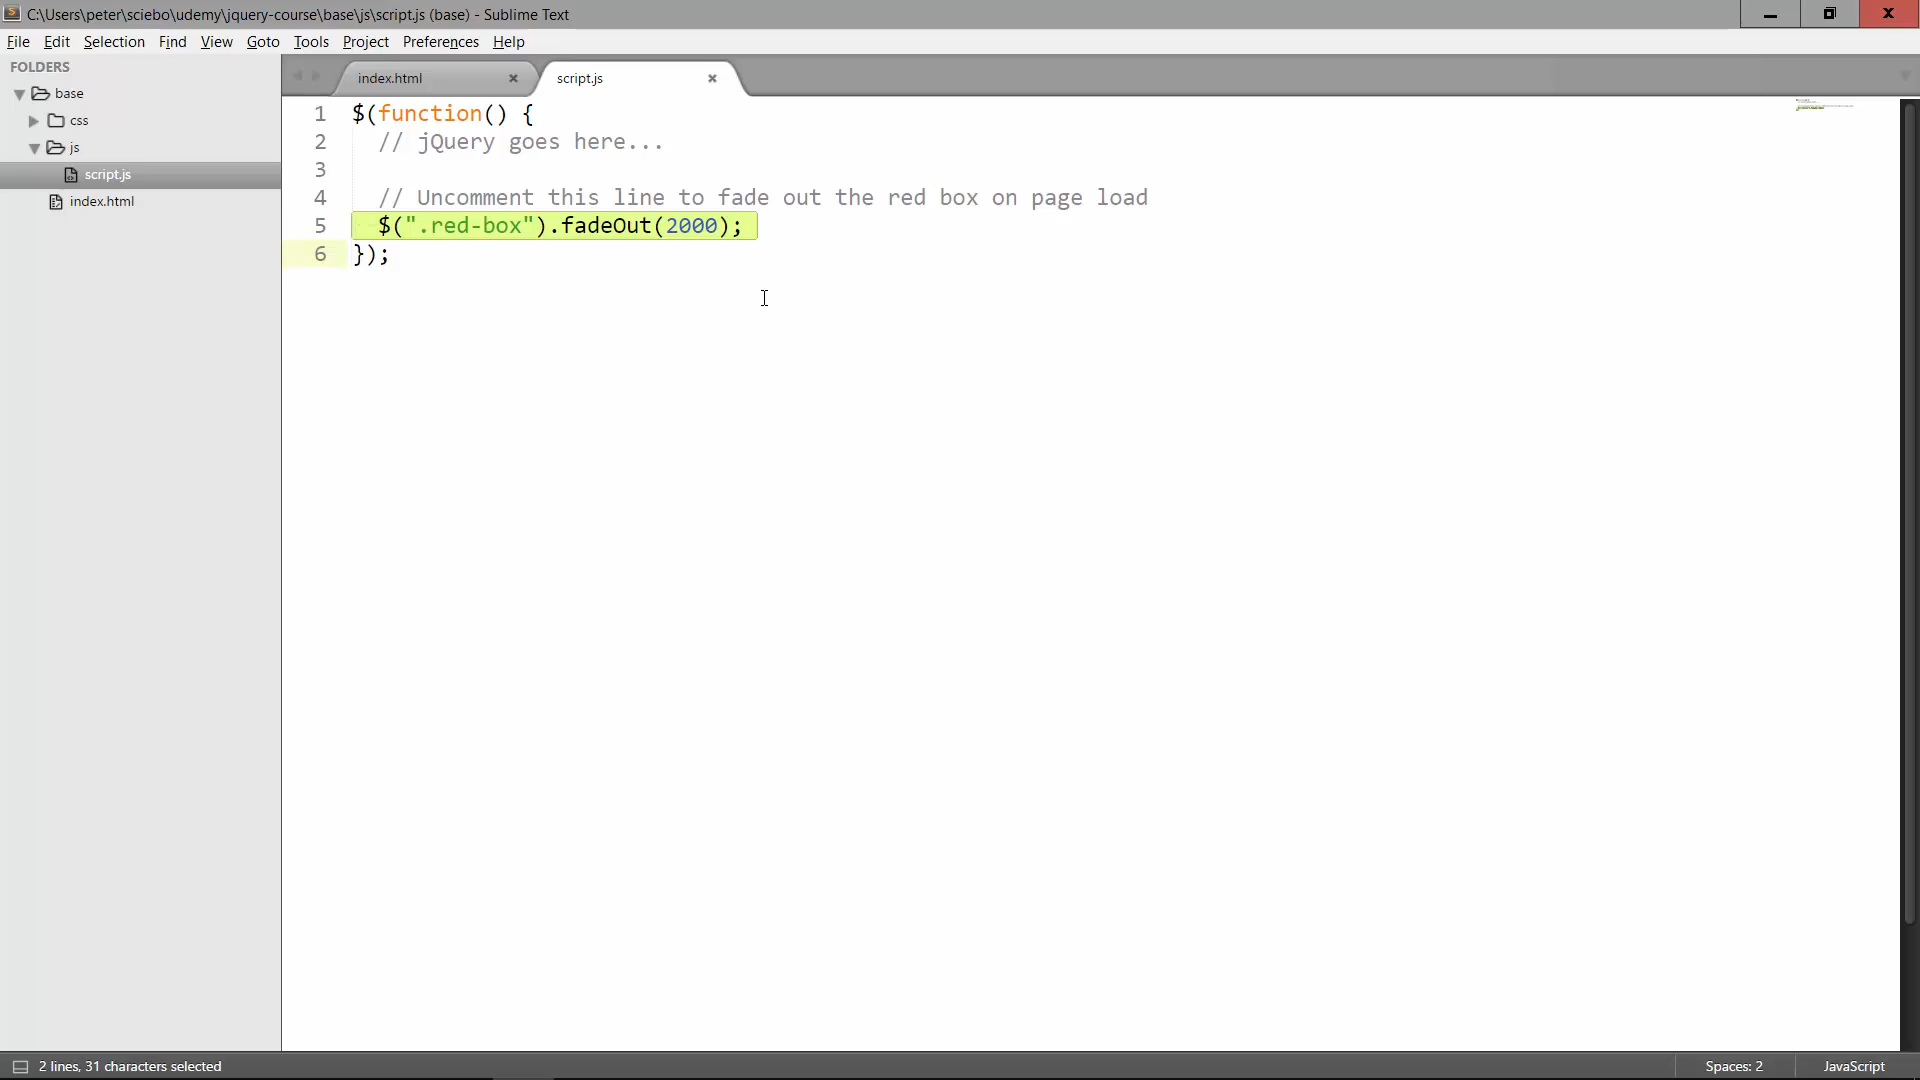 C:\Users\peter\sciebo\udemy\jquery-course\base\js\script.js (base) - Sublime Text
File Edit Selection Find View Goto Tools Project Preferences Help
FOLDERS
base
css
js
script.js
index.html
index.html script.js
1 $(function() {
2 // jQuery goes here...
3
4 // Uncomment this line to fade out the red box on page load
5 $(".red-box").fadeOut(2000);
6 });
2 lines, 31 characters selected Spaces: 2 JavaScript